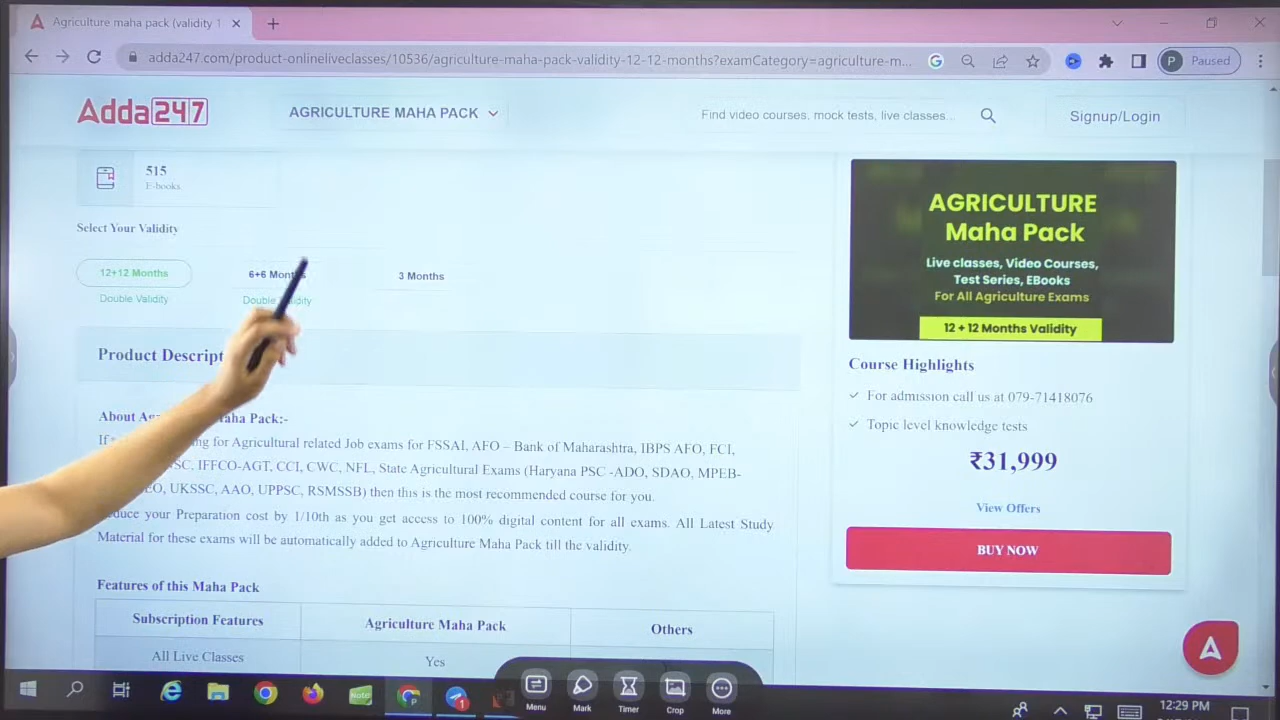 Agriculture maha pack (validity 1
adda247.com/product-onlineliveclasses/10536/agriculture-maha-pack-validity-12-12-months?examCategory=agriculture-m...
P Paused
Adda247
AGRICULTURE MAHA PACK
Find video courses, mock tests, live classes...
Signup/Login
515
E-books
Select Your Validity
12+12 Months
6+6 Months
3 Months
Double Validity
Double Validity
Product Descript
About Maha Pack:-
for Agricultural related Job exams for FSSAI, AFO – Bank of Maharashtra, IBPS AFO, FCI,
IFFCO-AGT, CCI, CWC, NFL, State Agricultural Exams (Haryana PSC -ADO, SDAO, MPEB-
UKSSC, AAO, UPPSC, RSMSSB) then this is the most recommended course for you.
your Preparation cost by 1/10th as you get access to 100% digital content for all exams. All Latest Study
Material for these exams will be automatically added to Agriculture Maha Pack till the validity.
Features of this Maha Pack
Subscription Features
Agriculture Maha Pack
Others
All Live Classes
Yes
AGRICULTURE
Maha Pack
Live classes, Video Courses,
Test Series, EBooks
For All Agriculture Exams
12 + 12 Months Validity
Course Highlights
For admission call us at 079-71418076
Topic level knowledge tests
₹31,999
View Offers
BUY NOW
Menu
Mark
Timer
Crop
More
12:29 PM